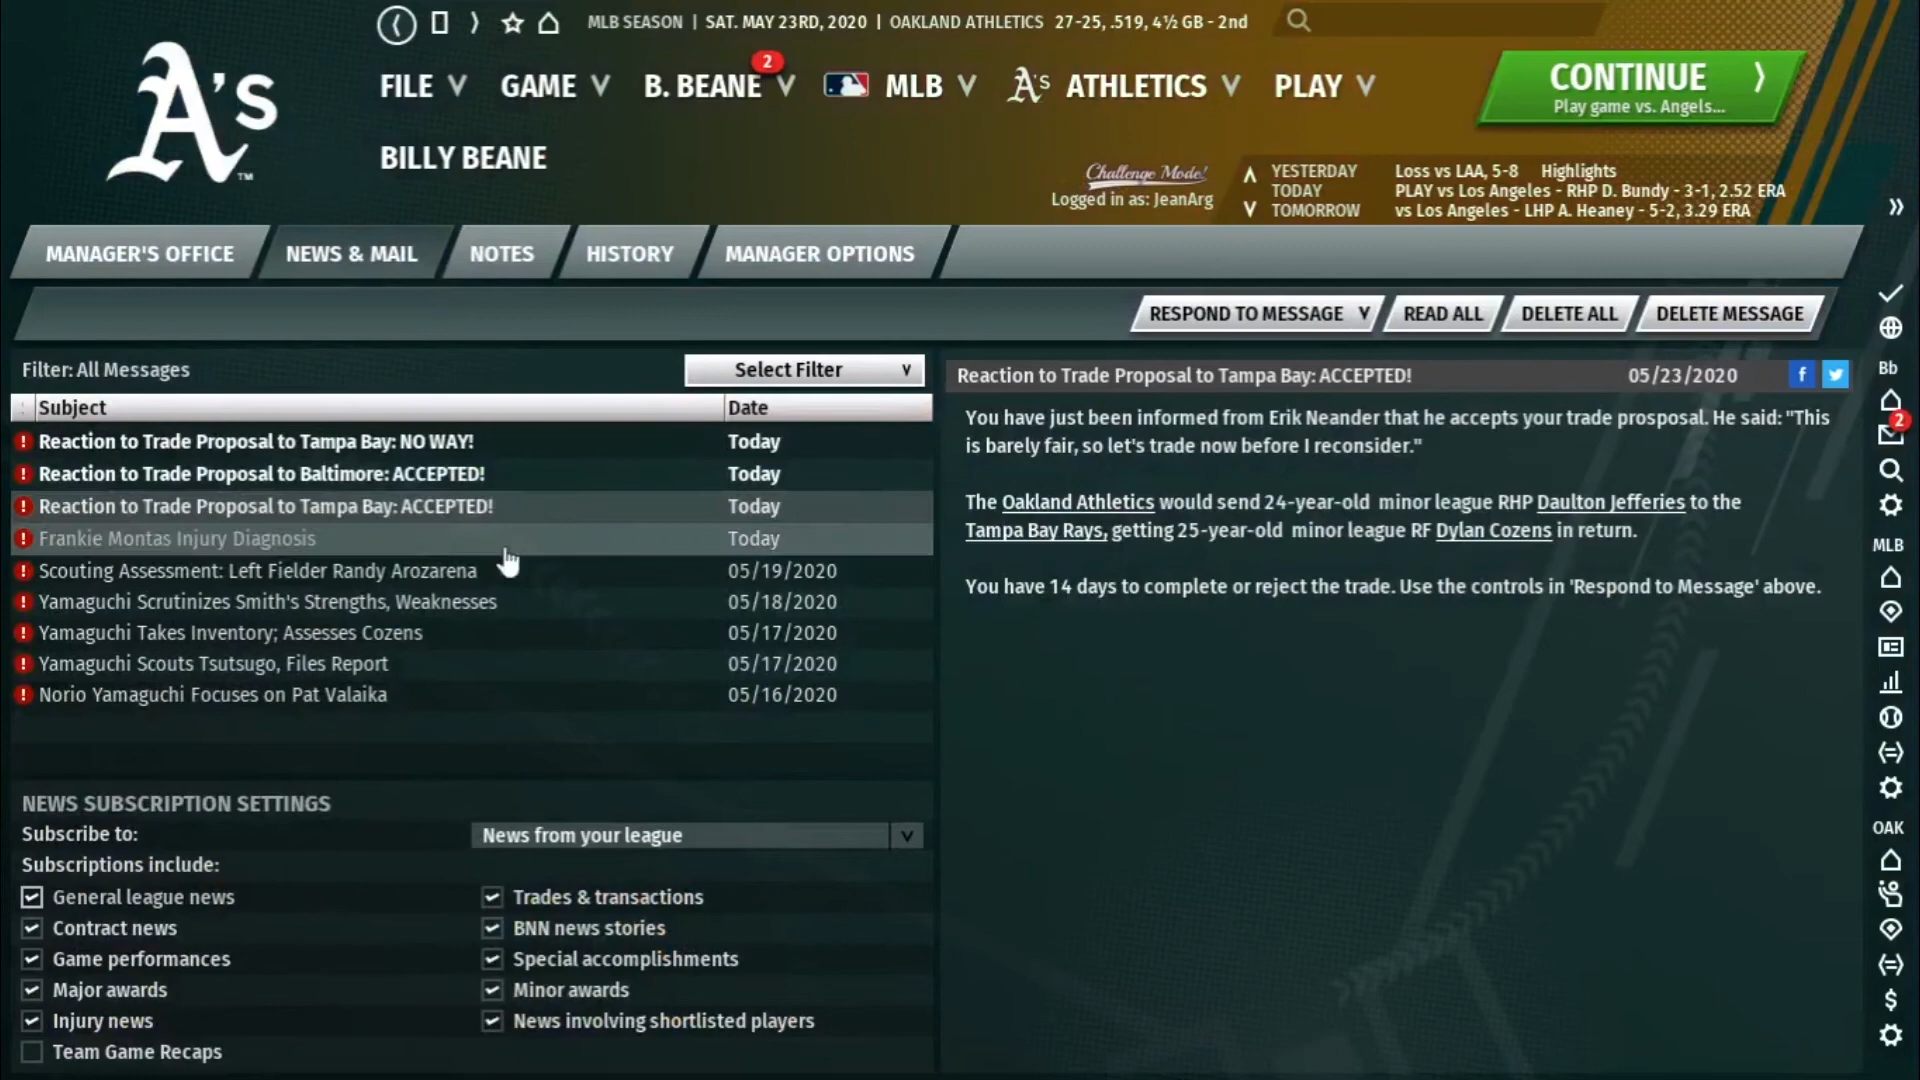 MLB SEASON | SAT. MAY 23RD, 2020 | OAKLAND ATHLETICS 27-25, .519, 4½ GB - 2nd
A's
TM
FILE GAME B. BEANE 2 MLB A's ATHLETICS PLAY
CONTINUE
Play game vs. Angels...
BILLY BEANE
Challenge Mode!
Logged in as: JeanArg
YESTERDAY Loss vs LAA, 5-8 Highlights
TODAY PLAY vs Los Angeles - RHP D. Bundy - 3-1, 2.52 ERA
TOMORROW vs Los Angeles - LHP A. Heaney - 5-2, 3.29 ERA
MANAGER'S OFFICE NEWS & MAIL NOTES HISTORY MANAGER OPTIONS
RESPOND TO MESSAGE READ ALL DELETE ALL DELETE MESSAGE
Filter: All Messages Select Filter
Subject Date
Reaction to Trade Proposal to Tampa Bay: NO WAY! Today
Reaction to Trade Proposal to Baltimore: ACCEPTED! Today
Reaction to Trade Proposal to Tampa Bay: ACCEPTED! Today
Frankie Montas Injury Diagnosis Today
Scouting Assessment: Left Fielder Randy Arozarena 05/19/2020
Yamaguchi Scrutinizes Smith's Strengths, Weaknesses 05/18/2020
Yamaguchi Takes Inventory; Assesses Cozens 05/17/2020
Yamaguchi Scouts Tsutsugo, Files Report 05/17/2020
Norio Yamaguchi Focuses on Pat Valaika 05/16/2020
Reaction to Trade Proposal to Tampa Bay: ACCEPTED! 05/23/2020
You have just been informed from Erik Neander that he accepts your trade prosposal. He said: "This
is barely fair, so let's trade now before I reconsider."
The Oakland Athletics would send 24-year-old minor league RHP Daulton Jefferies to the
Tampa Bay Rays, getting 25-year-old minor league RF Dylan Cozens in return.
You have 14 days to complete or reject the trade. Use the controls in 'Respond to Message' above.
NEWS SUBSCRIPTION SETTINGS
Subscribe to: News from your league
Subscriptions include:
General league news Trades & transactions
Contract news BNN news stories
Game performances Special accomplishments
Major awards Minor awards
Injury news News involving shortlisted players
Team Game Recaps
Bb
2
MLB
OAK
$